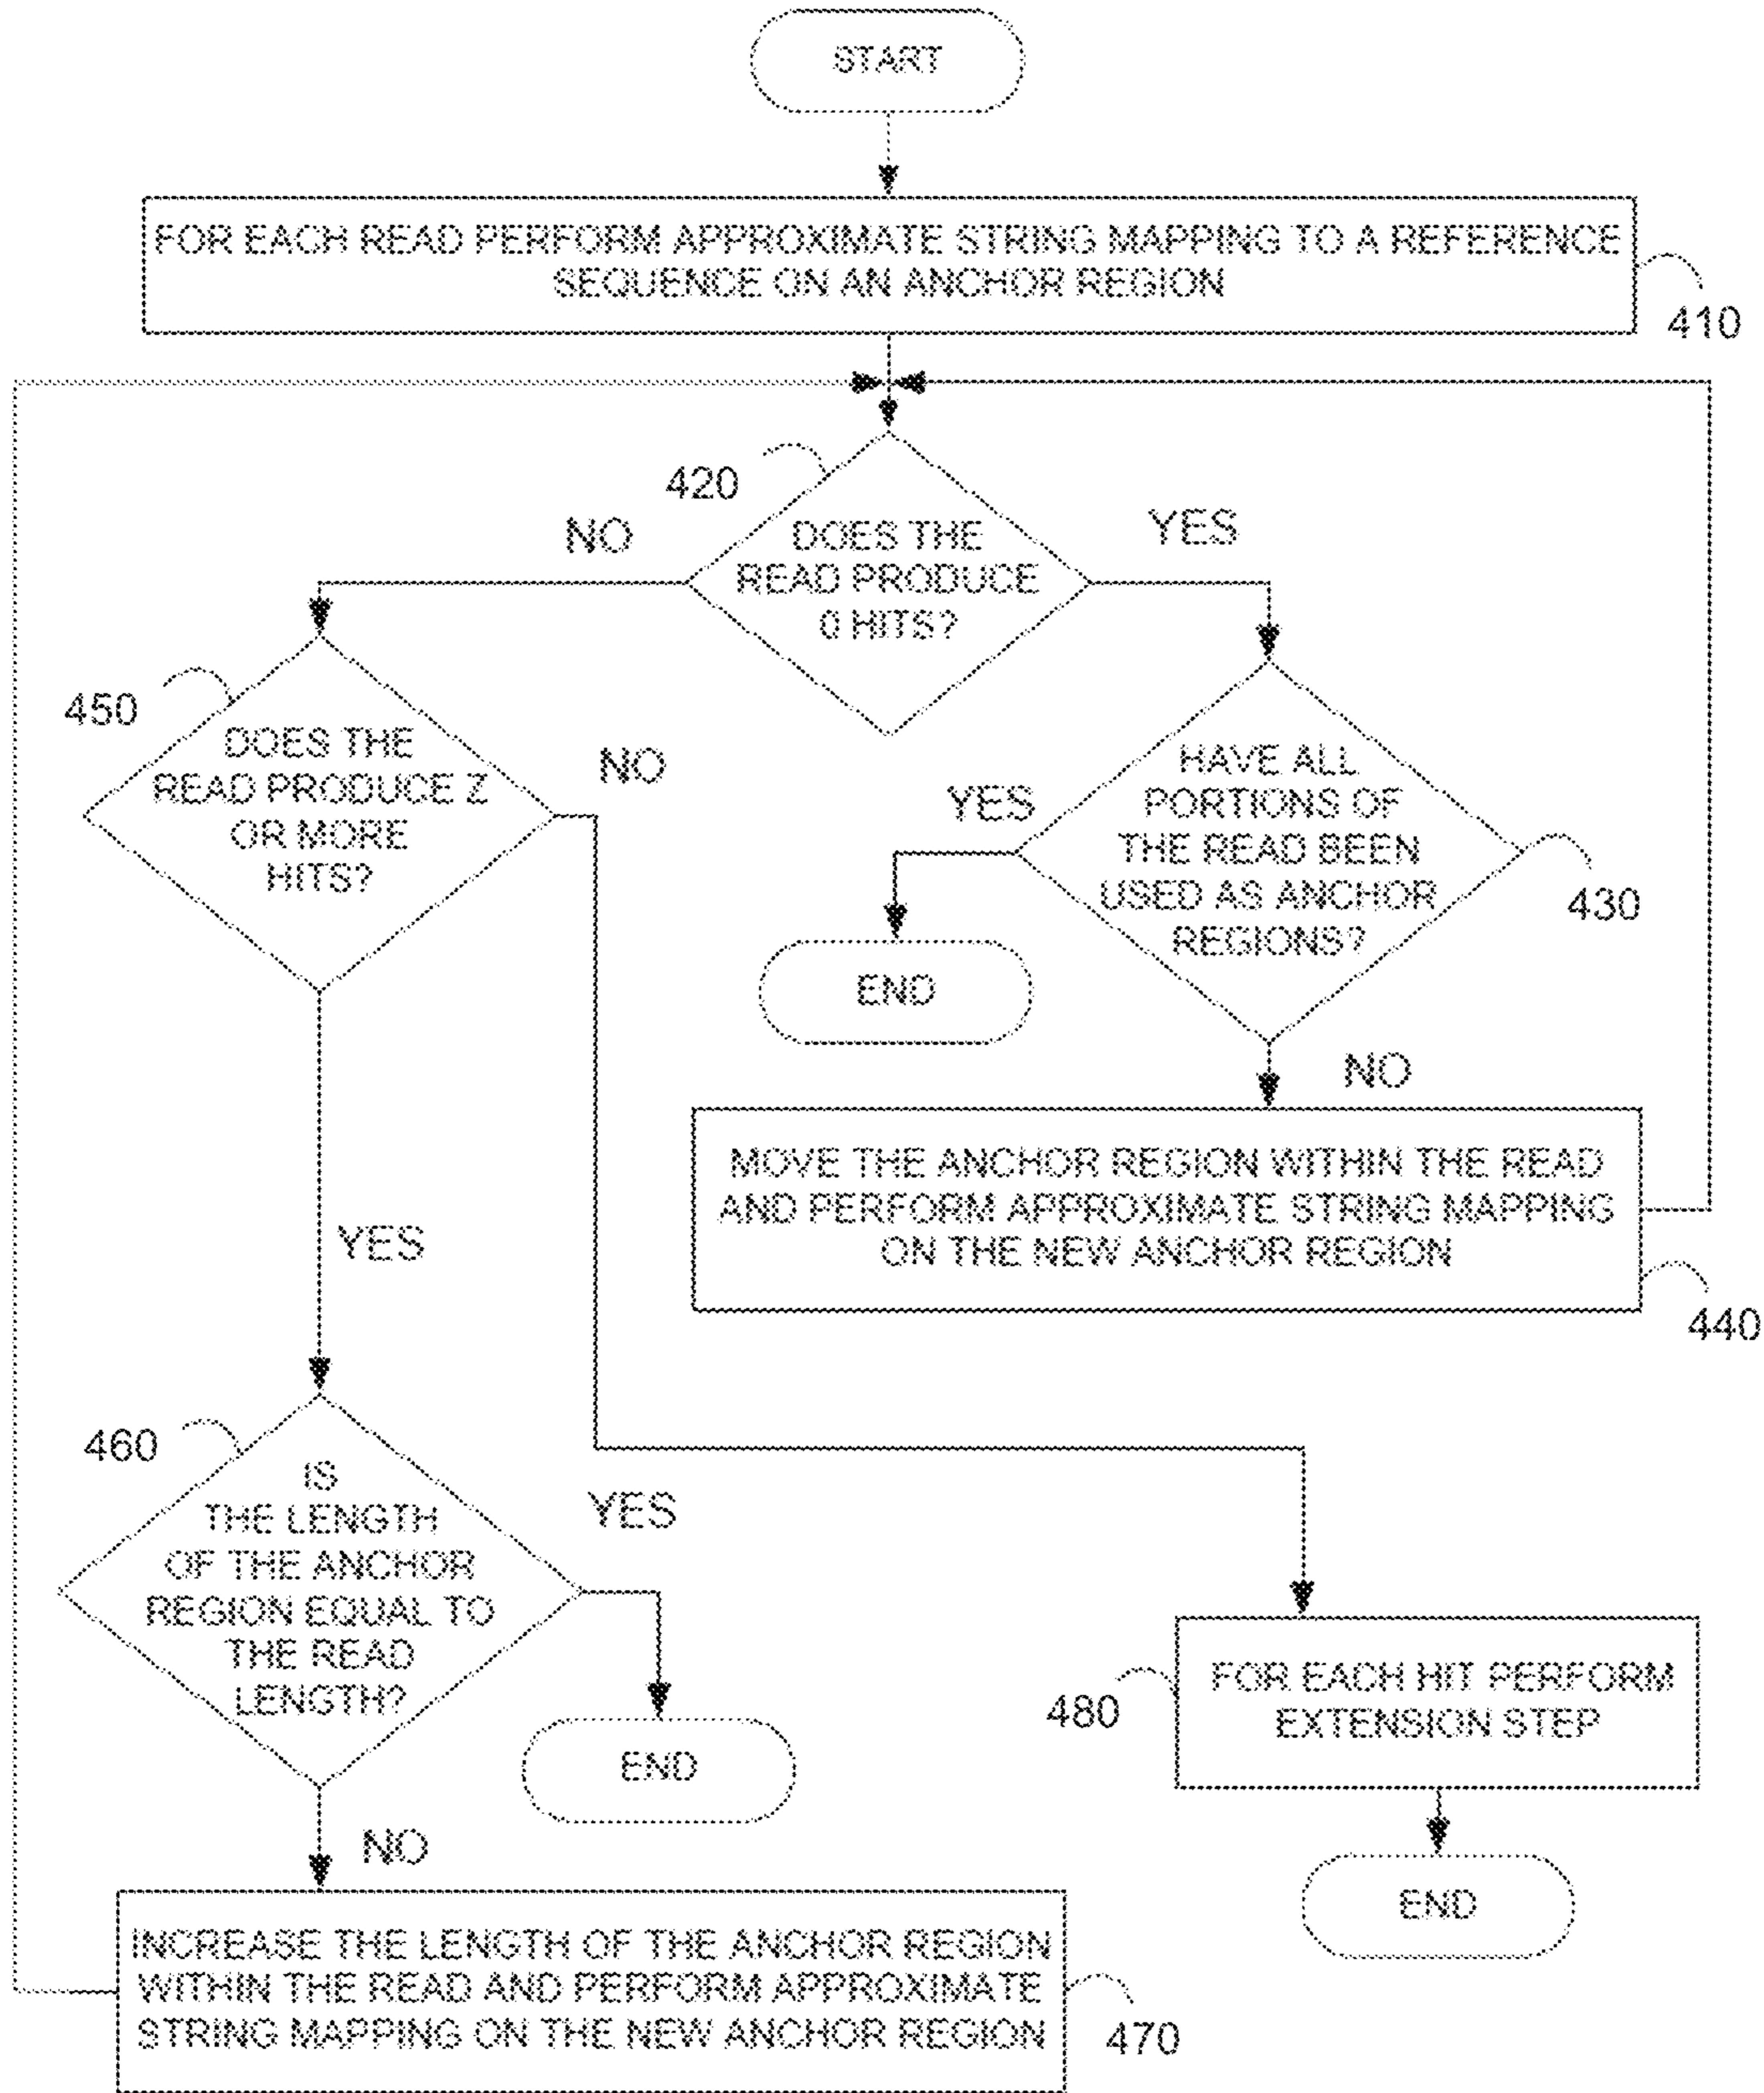 START
FOR EACH READ PERFORM APPROXIMATE STRING MAPPING TO A REFERENCE
SEQUENCE ON AN ANCHOR REGION
410
420
NO
YES
DOES THE
READ PRODUCE
0 HITS?
450
DOES THE
READ PRODUCE Z
OR MORE
HITS?
NO
YES
HAVE ALL
PORTIONS OF
THE READ BEEN
USED AS ANCHOR
REGIONS?
430
END
NO
MOVE THE ANCHOR REGION WITHIN THE READ
AND PERFORM APPROXIMATE STRING MAPPING
ON THE NEW ANCHOR REGION
440
YES
460
IS
THE LENGTH
OF THE ANCHOR
REGION EQUAL TO
THE READ
LENGTH?
YES
END
480
FOR EACH HIT PERFORM
EXTENSION STEP
END
NO
INCREASE THE LENGTH OF THE ANCHOR REGION
WITHIN THE READ AND PERFORM APPROXIMATE
STRING MAPPING ON THE NEW ANCHOR REGION
470